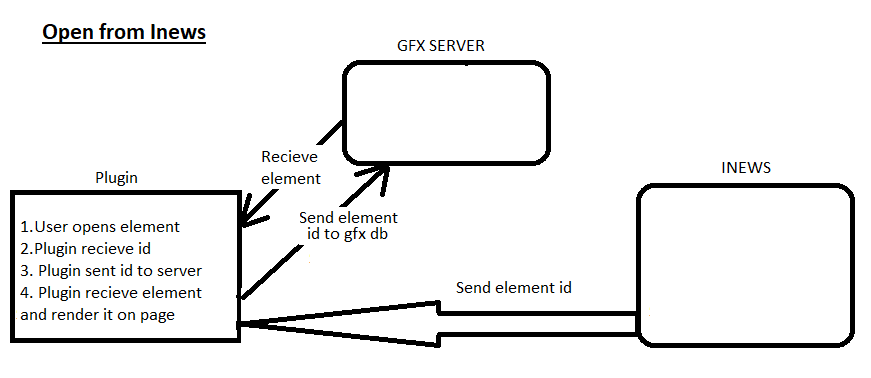 Open from Inews
GFX SERVER
Recieve
element
INEWS
Plugin
Send element
id to gfx db
1.User opens element
2.Plugin recieve id
3. Plugin sent id to server
4. Plugin recieve element
and render it on page
Send element id